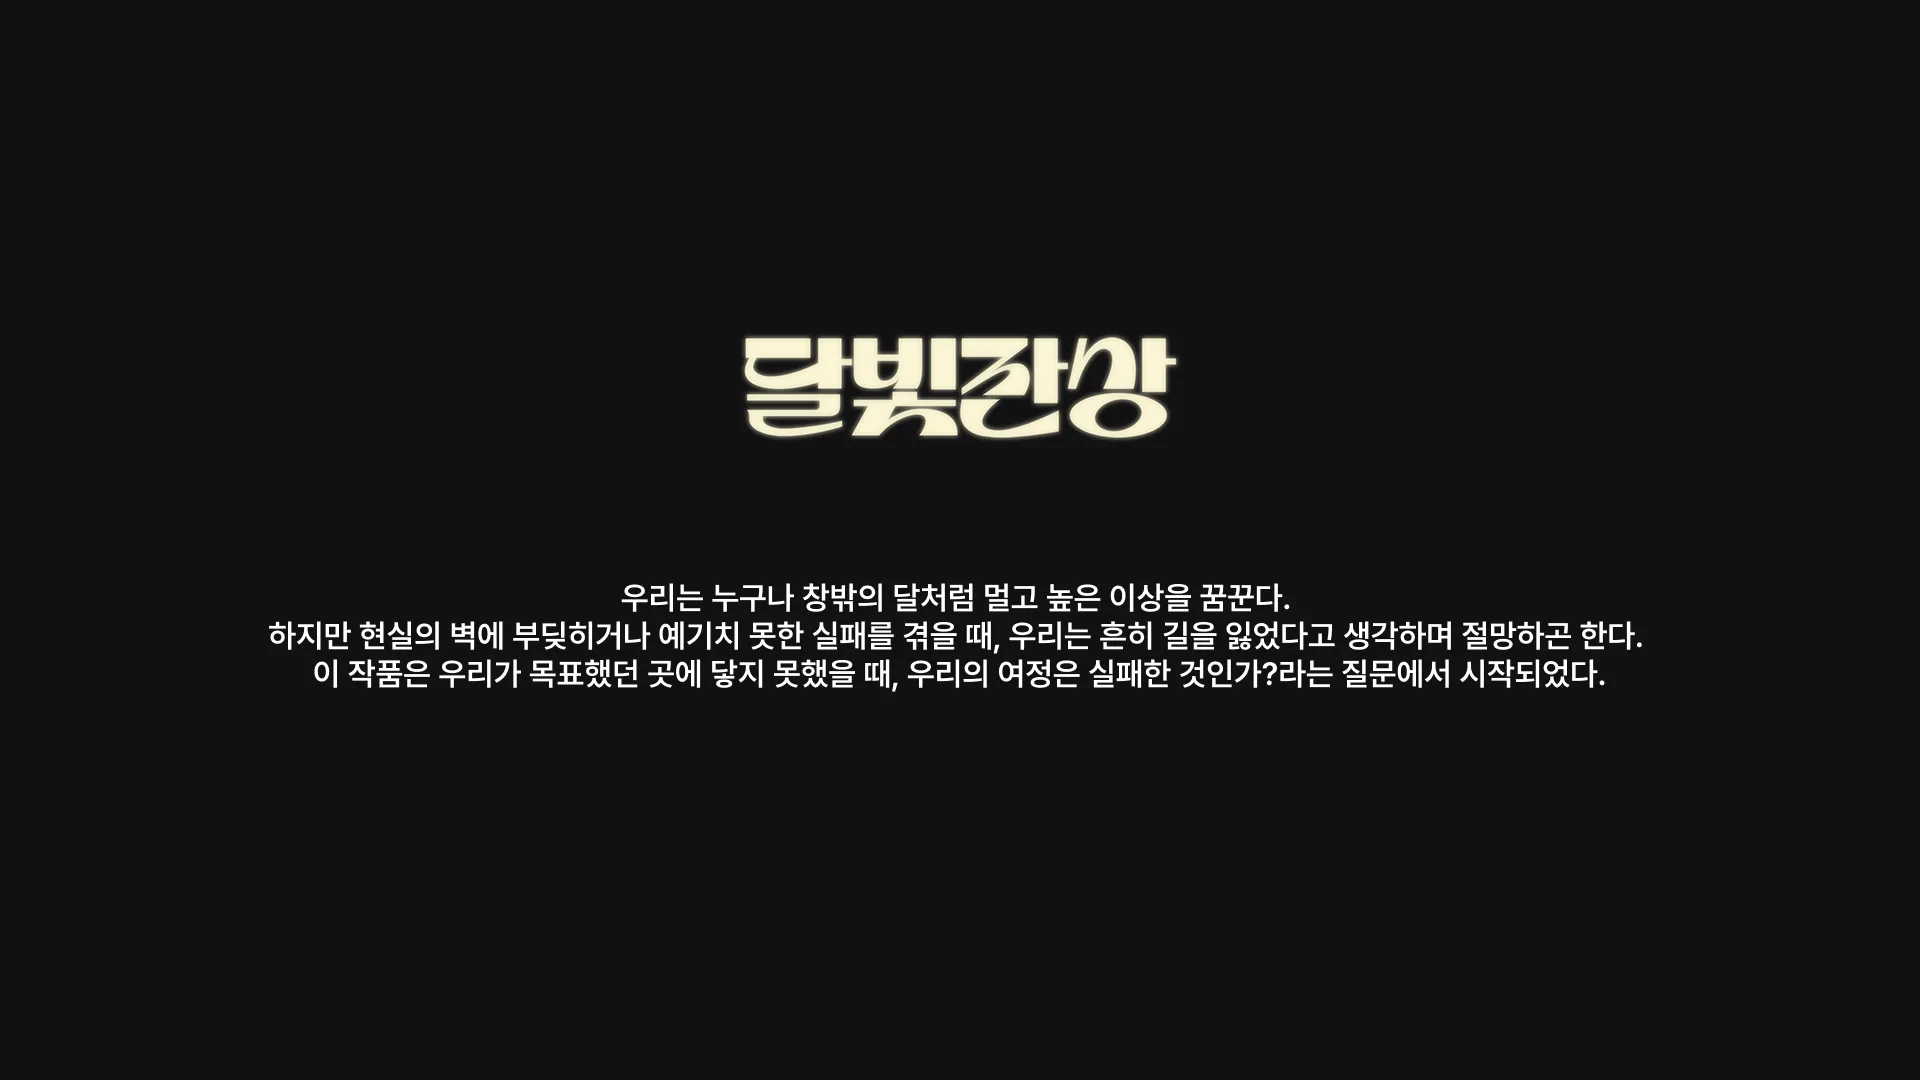 달빛잔상
우리는 누구나 창밖의 달처럼 멀고 높은 이상을 꿈꾼다.
하지만 현실의 벽에 부딪히거나 예기치 못한 실패를 겪을 때, 우리는 흔히 길을 잃었다고 생각하며 절망하곤 한다.
이 작품은 우리가 목표했던 곳에 닿지 못했을 때, 우리의 여정은 실패한 것인가?라는 질문에서 시작되었다.